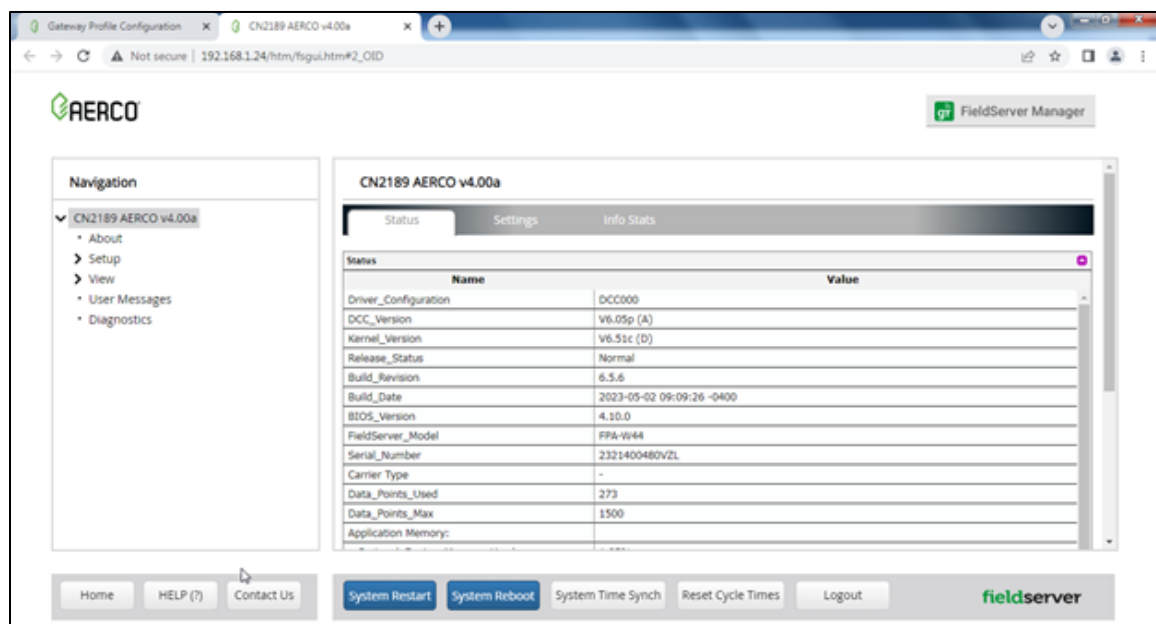 Gateway Profile Configuration
CN2189 AERCO v4.00a
Not secure | 192.168.1.24/htm/fsgui.htm#2_OID
AERCO
FieldServer Manager
Navigation
CN2189 AERCO v4.00a
About
Setup
View
User Messages
Diagnostics
CN2189 AERCO v4.00a
Status Settings Info Stats
Status
Name Value
Driver_Configuration DCC000
DCC_Version V6.05p (A)
Kernel_Version V6.51c (D)
Release_Status Normal
Build_Revision 6.5.6
Build_Date 2023-05-02 09:09:26 -0400
BIOS_Version 4.10.0
FieldServer_Model FPA-W44
Serial_Number 2321400480VZL
Carrier Type -
Data_Points_Used 273
Data_Points_Max 1500
Application Memory:
Home HELP (?) Contact Us System Restart System Reboot System Time Synch Reset Cycle Times Logout fieldserver